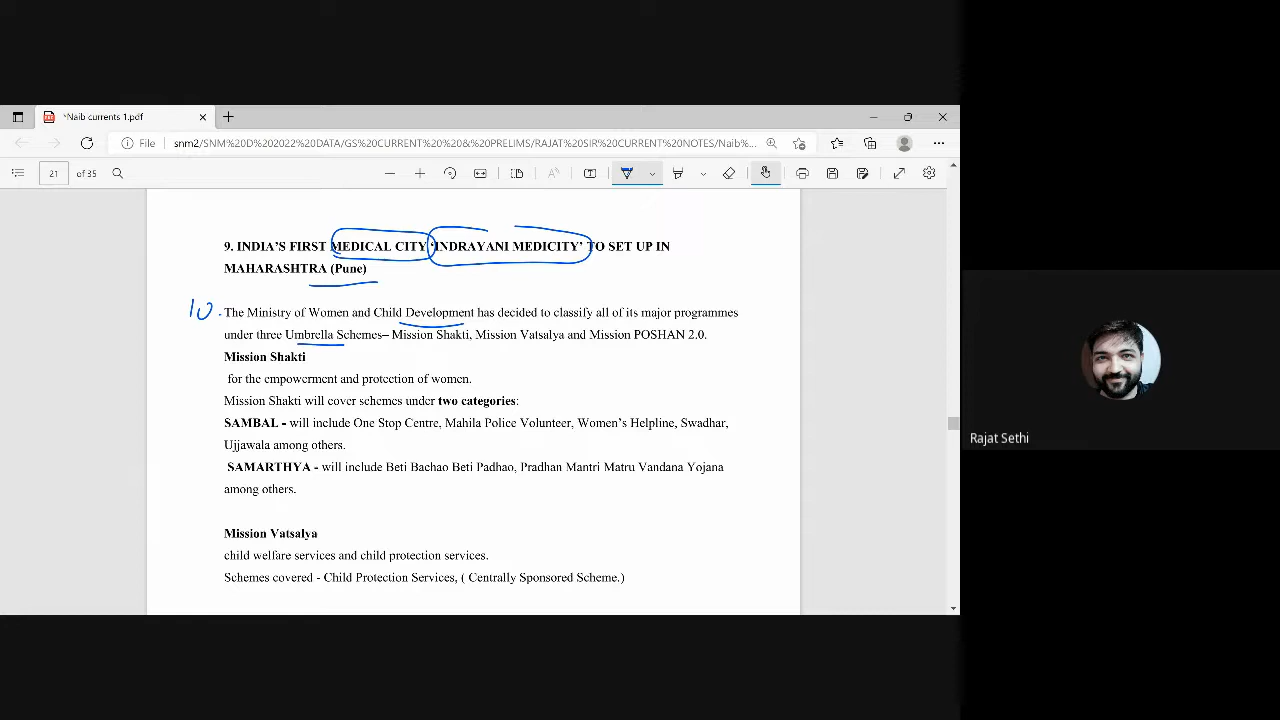 *Naib currents 1.pdf
File snm2/SNM%20D%202022%20DATA/GS%20CURRENT%20%20&%20PRELIMS/RAJAT%20SIR%20CURRENT%20NOTES/Naib%...
21 of 35
9. INDIA'S FIRST MEDICAL CITY 'INDRAYANI MEDICITY' TO SET UP IN
MAHARASHTRA (Pune)
10. The Ministry of Women and Child Development has decided to classify all of its major programmes
under three Umbrella Schemes– Mission Shakti, Mission Vatsalya and Mission POSHAN 2.0.
Mission Shakti
for the empowerment and protection of women.
Mission Shakti will cover schemes under two categories:
SAMBAL - will include One Stop Centre, Mahila Police Volunteer, Women's Helpline, Swadhar,
Ujjawala among others.
SAMARTHYA - will include Beti Bachao Beti Padhao, Pradhan Mantri Matru Vandana Yojana
among others.
Mission Vatsalya
child welfare services and child protection services.
Schemes covered - Child Protection Services, ( Centrally Sponsored Scheme.)
Rajat Sethi